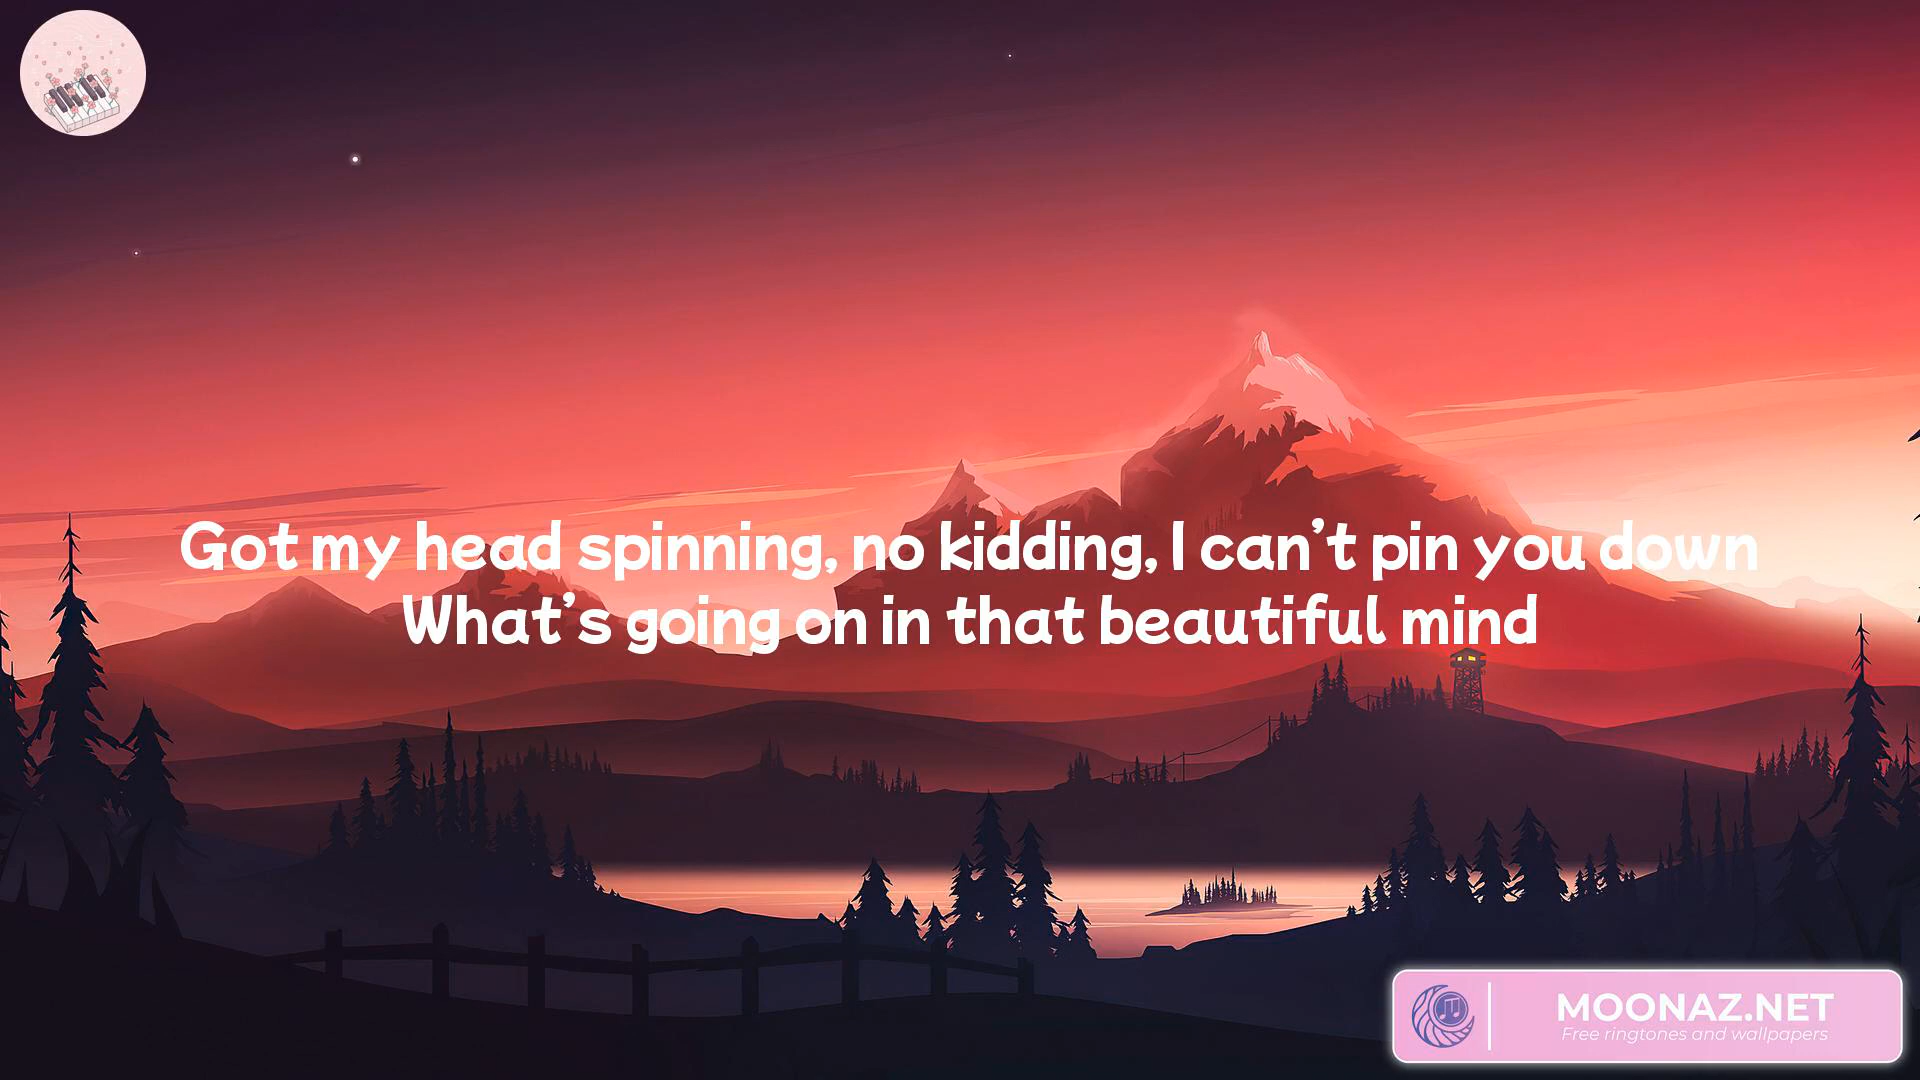 Got my head spinning, no kidding, I can’t pin you down
What’s going on in that beautiful mind
MOONAZ.NET
Free ringtones and wallpapers